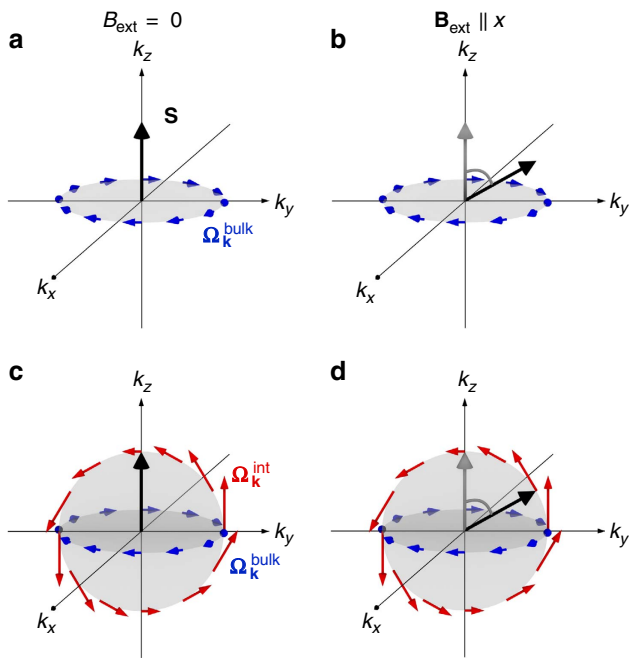 B_ext = 0
B_ext ∥ x
a
b
k_z
k_z
S
k_y
k_y
Ω_k^bulk
k_x
k_x
c
d
k_z
k_z
Ω_k^int
k_y
k_y
Ω_k^bulk
k_x
k_x